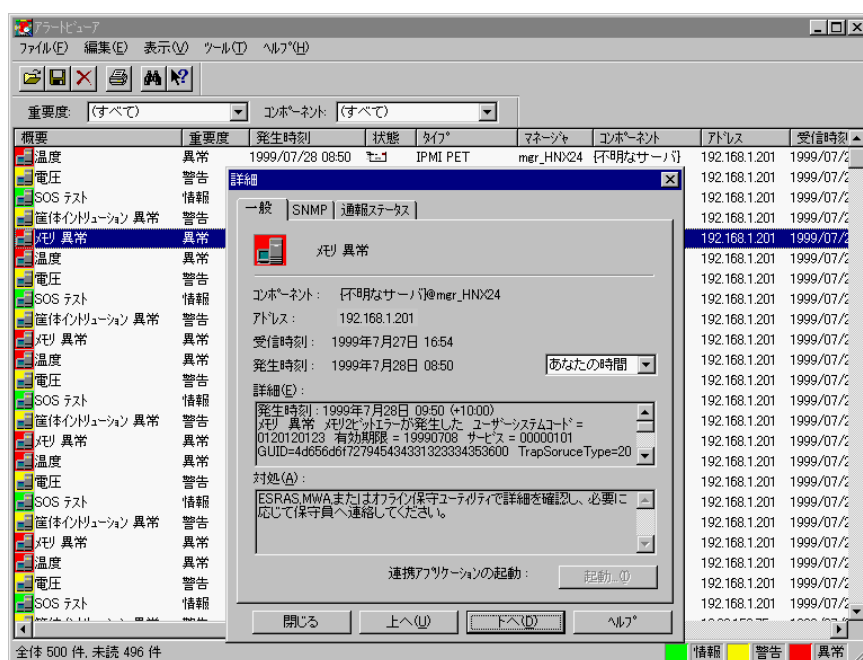 アラートビューア
ファイル(F) 編集(E) 表示(V) ツール(T) ヘルプ(H)
重要度: (すべて) コンポーネント: (すべて)
概要 重要度 発生時刻 状態 タイプ マネージャ コンポーネント アドレス 受信時刻
温度 異常 1999/07/28 08:50 IPMI PET mgr_HNX24 {不明なサーバ} 192.168.1.201 1999/07/2
電圧 警告 192.168.1.201 1999/07/2
SOS テスト 情報 192.168.1.201 1999/07/2
筐体イントリュージョン 異常 警告 192.168.1.201 1999/07/2
メモリ 異常 異常 192.168.1.201 1999/07/2
温度 異常 192.168.1.201 1999/07/2
電圧 警告 192.168.1.201 1999/07/2
SOS テスト 情報 192.168.1.201 1999/07/2
筐体イントリュージョン 異常 警告 192.168.1.201 1999/07/2
メモリ 異常 異常 192.168.1.201 1999/07/2
温度 異常 192.168.1.201 1999/07/2
電圧 警告 192.168.1.201 1999/07/2
SOS テスト 情報 192.168.1.201 1999/07/2
筐体イントリュージョン 異常 警告 192.168.1.201 1999/07/2
メモリ 異常 異常 192.168.1.201 1999/07/2
温度 異常 192.168.1.201 1999/07/2
電圧 警告 192.168.1.201 1999/07/2
SOS テスト 情報 192.168.1.201 1999/07/2
筐体イントリュージョン 異常 警告 192.168.1.201 1999/07/2
メモリ 異常 異常 192.168.1.201 1999/07/2
温度 異常 192.168.1.201 1999/07/2
電圧 警告 192.168.1.201 1999/07/2
SOS テスト 情報 192.168.1.201 1999/07/2
全体 500 件, 未読 496 件 情報 警告 異常
詳細
一般 SNMP 通報ステータス
メモリ 異常
コンポーネント: {不明なサーバ}@mgr_HNX24
アドレス: 192.168.1.201
受信時刻: 1999年7月27日 16:54
発生時刻: 1999年7月28日 08:50 あなたの時間
詳細(E):
発生時刻:1999年7月28日 09:50 (+10:00)
メモリ 異常 メモリ2ビットエラーが発生した ユーザーシステムコード =
0120120123 有効期限 = 19990708 サービス = 00000101
GUID=4d656d6f7279454343313233343536​00 TrapSoruceType=20
対処(A):
ESRAS,MWA,またはオフライン保守ユーティリティで詳細を確認し、必要に
応じて保守員へ連絡してください。
連携アプリケーションの起動: 起動...(I)
閉じる 上へ(U) 下へ(D) ヘルプ